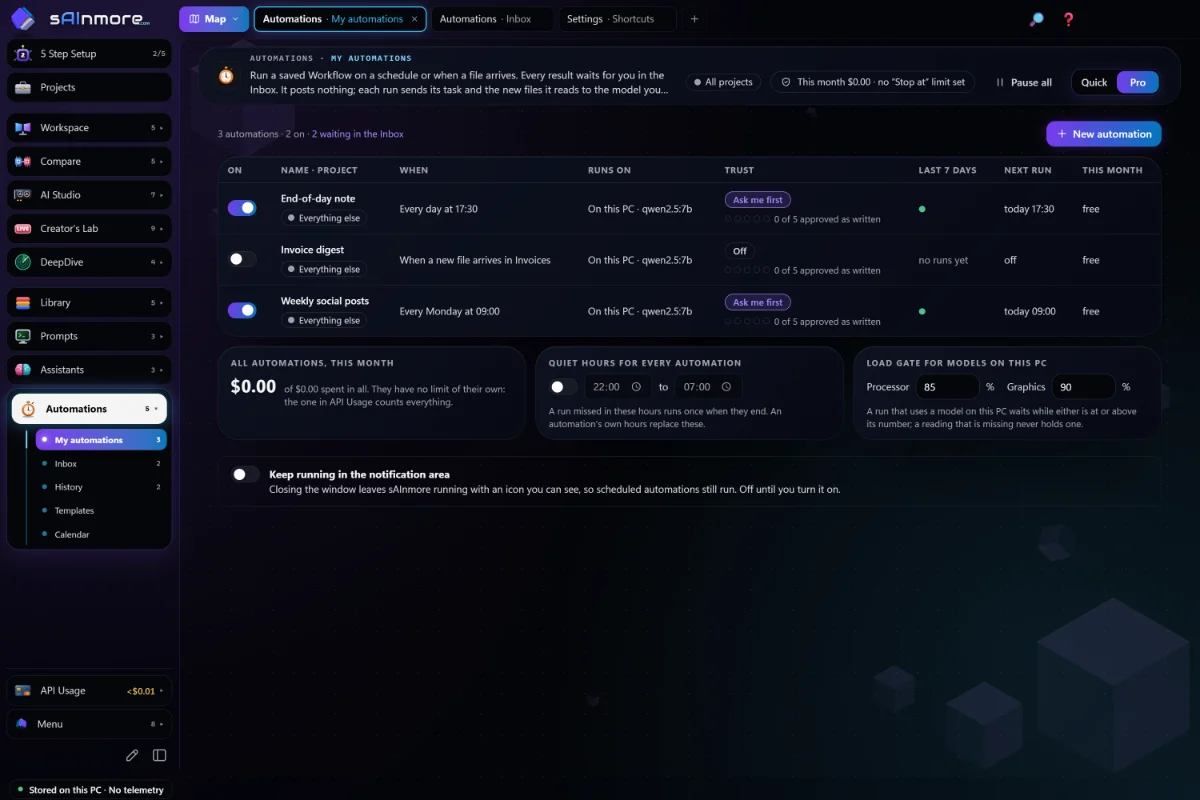 sAInmore.com
Map
Automations · My automations ×
Automations · Inbox
Settings · Shortcuts
+
?
5 Step Setup 2/5
Projects
Workspace 5
Compare 5
AI Studio 7
Creator's Lab 9
DeepDive 4
Library 5
Prompts 3
Assistants 3
Automations 5
My automations 3
Inbox 2
History 2
Templates
Calendar
API Usage <$0.01
Menu 8
Stored on this PC · No telemetry
AUTOMATIONS · MY AUTOMATIONS
Run a saved Workflow on a schedule or when a file arrives. Every result waits for you in the
Inbox. It posts nothing; each run sends its task and the new files it reads to the model you...
All projects
This month $0.00 · no "Stop at" limit set
Pause all
Quick
Pro
3 automations · 2 on · 2 waiting in the Inbox
+ New automation
ON NAME · PROJECT WHEN RUNS ON TRUST LAST 7 DAYS NEXT RUN THIS MONTH
End-of-day note
Everything else
Every day at 17:30
On this PC · qwen2.5:7b
Ask me first
0 of 5 approved as written
today 17:30
free
Invoice digest
Everything else
When a new file arrives in Invoices
On this PC · qwen2.5:7b
Off
0 of 5 approved as written
no runs yet
off
free
Weekly social posts
Everything else
Every Monday at 09:00
On this PC · qwen2.5:7b
Ask me first
0 of 5 approved as written
today 09:00
free
ALL AUTOMATIONS, THIS MONTH
$0.00 of $0.00 spent in all. They have no limit of their own:
the one in API Usage counts everything.
QUIET HOURS FOR EVERY AUTOMATION
22:00 to 07:00
A run missed in these hours runs once when they end. An
automation's own hours replace these.
LOAD GATE FOR MODELS ON THIS PC
Processor 85 % Graphics 90 %
A run that uses a model on this PC waits while either is at or above
its number; a reading that is missing never holds one.
Keep running in the notification area
Closing the window leaves sAInmore running with an icon you can see, so scheduled automations still run. Off until you turn it on.